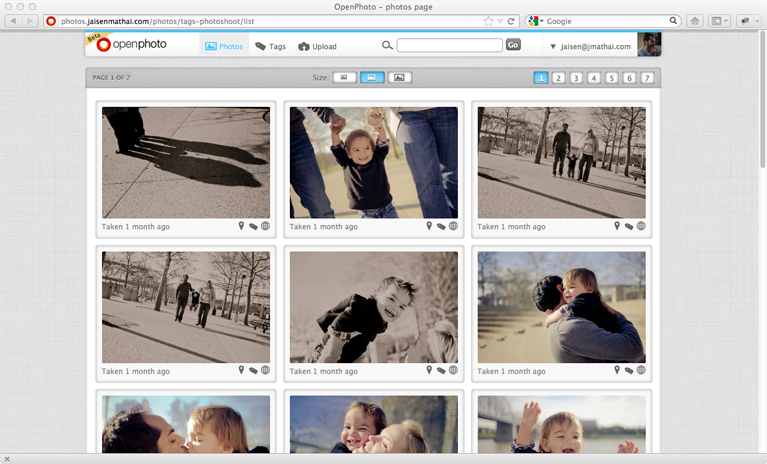 OpenPhoto – photos page
photos.jaisenmathai.com/photos/tags-photoshoot/list
Google
Beta
openphoto
Photos
Tags
Upload
Go
jaisen@jmathai.com
PAGE 1 OF 7
Size:
1 2 3 4 5 6 7
Taken 1 month ago
Taken 1 month ago
Taken 1 month ago
Taken 1 month ago
Taken 1 month ago
Taken 1 month ago